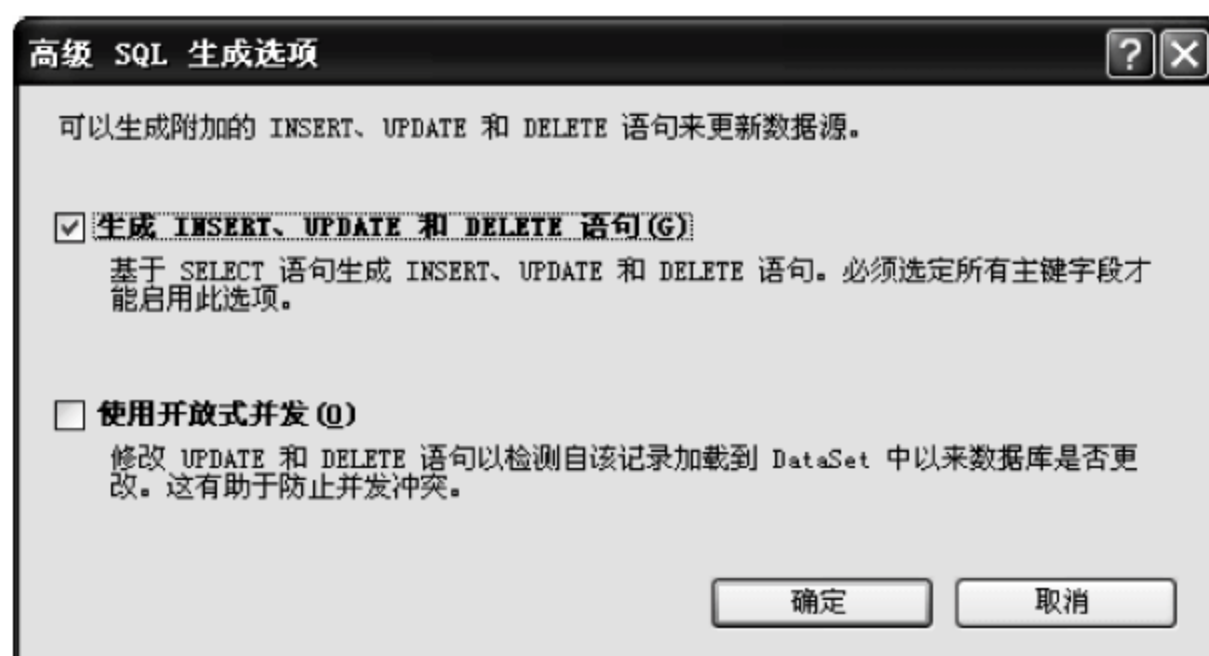 高级 SQL 生成选项
可以生成附加的 INSERT、UPDATE 和 DELETE 语句来更新数据源。
生成 INSERT、UPDATE 和 DELETE 语句(G)
基于 SELECT 语句生成 INSERT、UPDATE 和 DELETE 语句。必须选定所有主键字段才
能启用此选项。
使用开放式并发(O)
修改 UPDATE 和 DELETE 语句以检测自该记录加载到 DataSet 中以来数据库是否更
改。这有助于防止并发冲突。
确定 取消